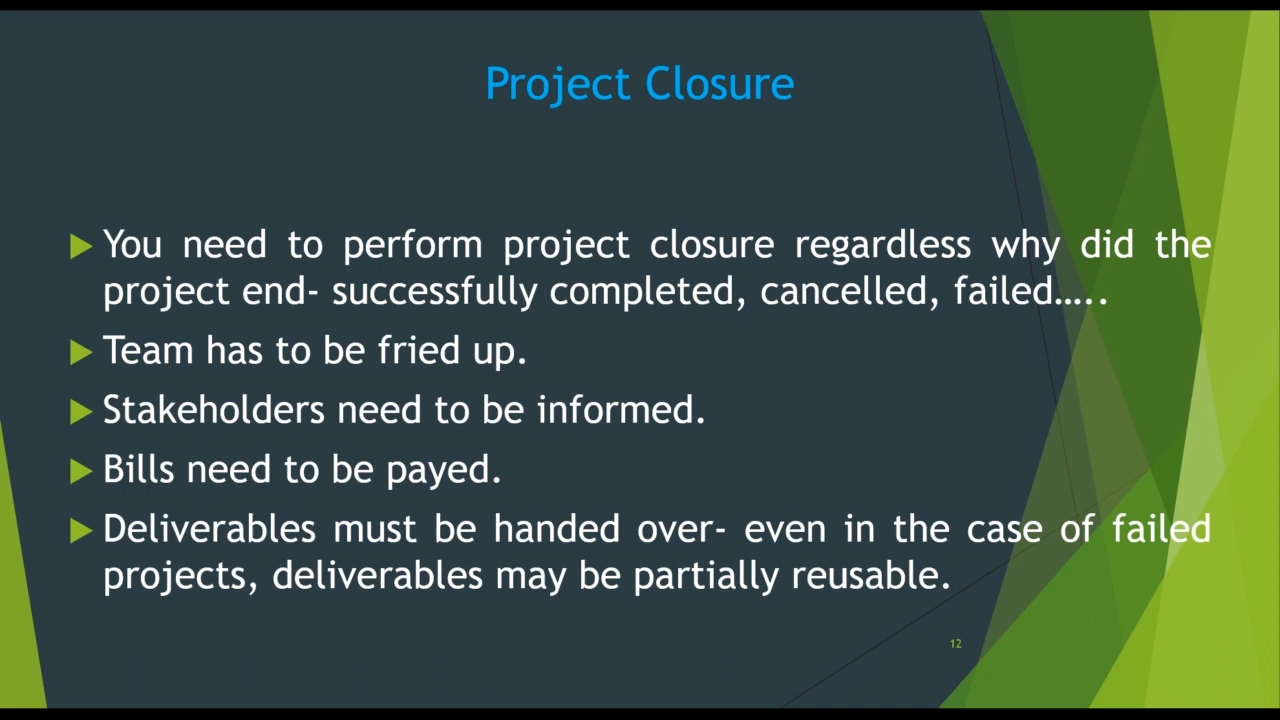 Project Closure
You need to perform project closure regardless why did the
project end- successfully completed, cancelled, failed.....
Team has to be fried up.
Stakeholders need to be informed.
Bills need to be payed.
Deliverables must be handed over- even in the case of failed
projects, deliverables may be partially reusable.
12